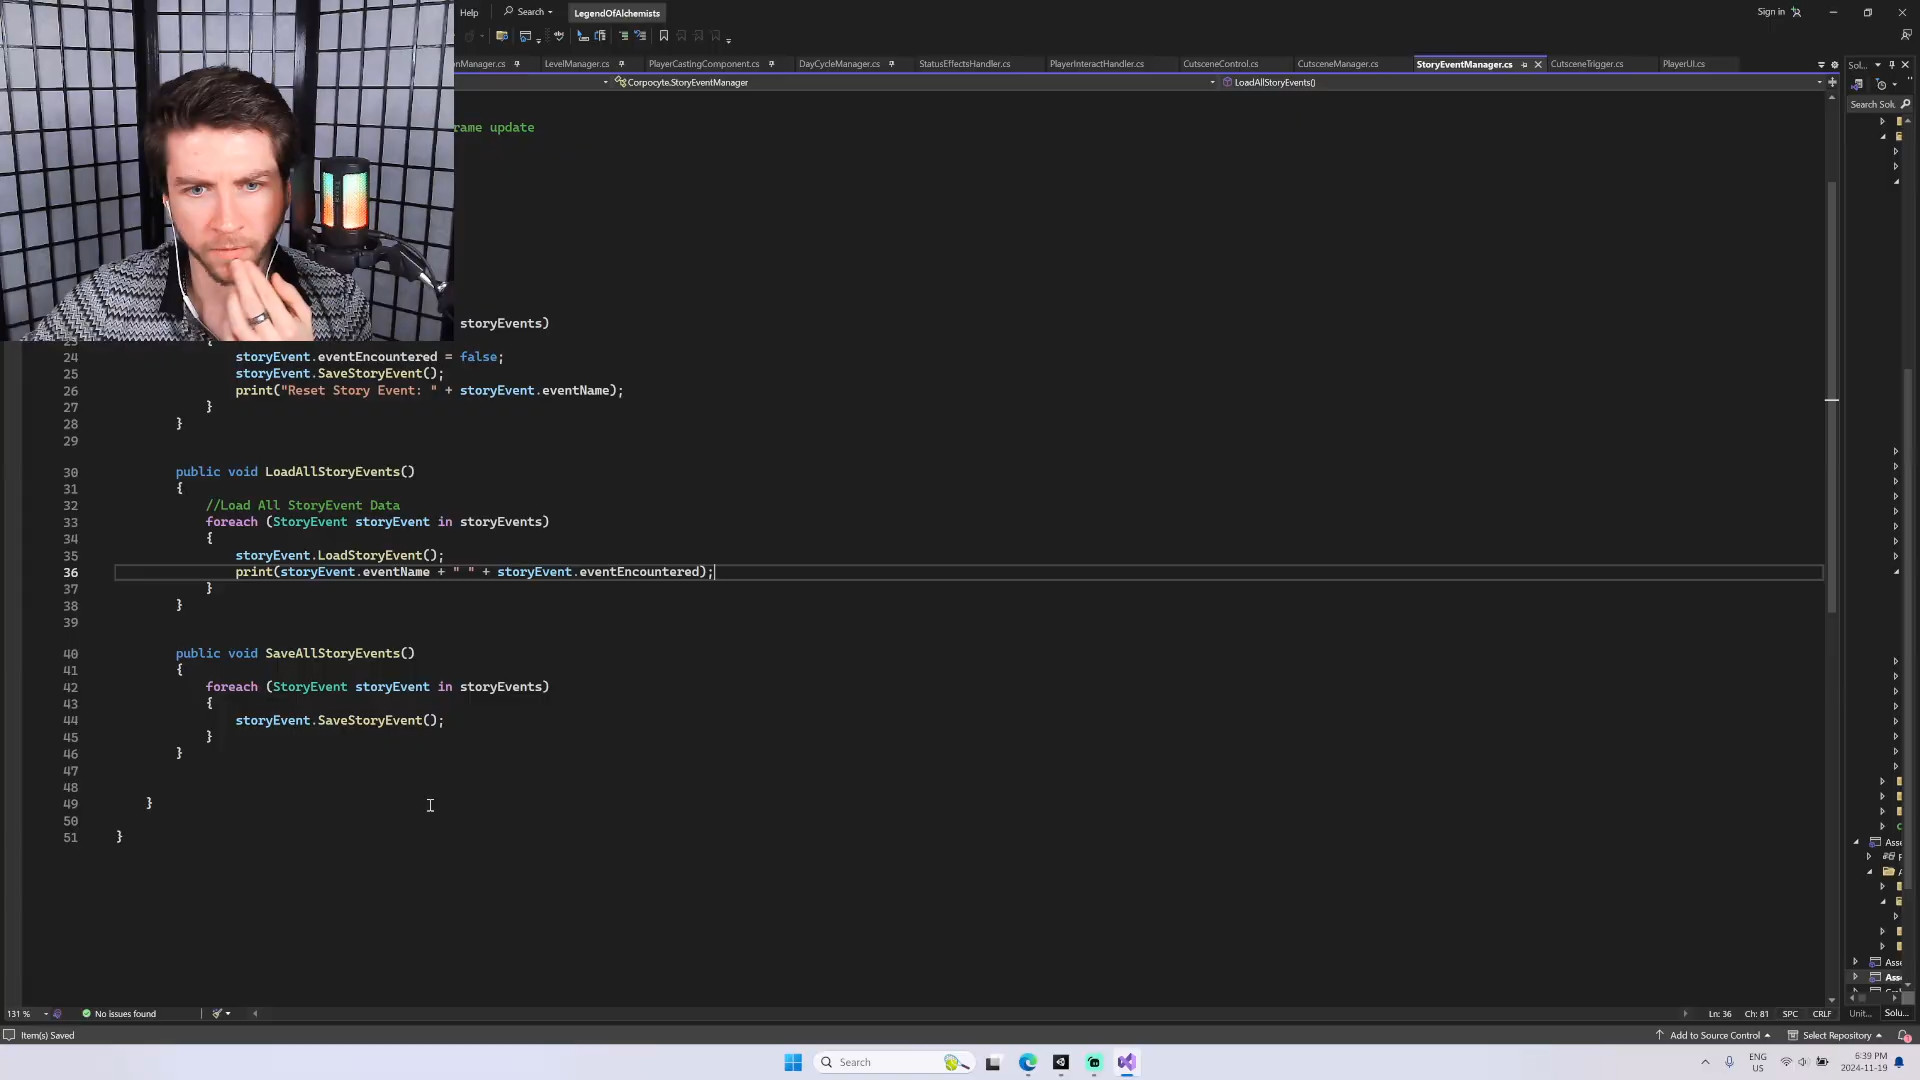 Help
Search
LegendOfAlchemists
Sign in
LevelManager.cs
PlayerCastingComponent.cs
DayCycleManager.cs
StatusEffectsHandler.cs
PlayerInteractHandler.cs
CutsceneControl.cs
CutsceneManager.cs
StoryEventManager.cs
CutsceneTrigger.cs
PlayerUI.cs
Corpocyte.StoryEventManager
LoadAllStoryEvents()
Search Solu
rame update
storyEvents)
24 storyEvent.eventEncountered = false;
25 storyEvent.SaveStoryEvent();
26 print("Reset Story Event: " + storyEvent.eventName);
27 }
28 }
29
30 public void LoadAllStoryEvents()
31 {
32 //Load All StoryEvent Data
33 foreach (StoryEvent storyEvent in storyEvents)
34 {
35 storyEvent.LoadStoryEvent();
36 print(storyEvent.eventName + " " + storyEvent.eventEncountered);
37 }
38 }
39
40 public void SaveAllStoryEvents()
41 {
42 foreach (StoryEvent storyEvent in storyEvents)
43 {
44 storyEvent.SaveStoryEvent();
45 }
46 }
47
48
49 }
50
51 }
131 %
No issues found
Ln: 36 Ch: 81 SPC CRLF
Item(s) Saved
Add to Source Control
Select Repository
Search
ENG
US
6:39 PM
2024-11-19